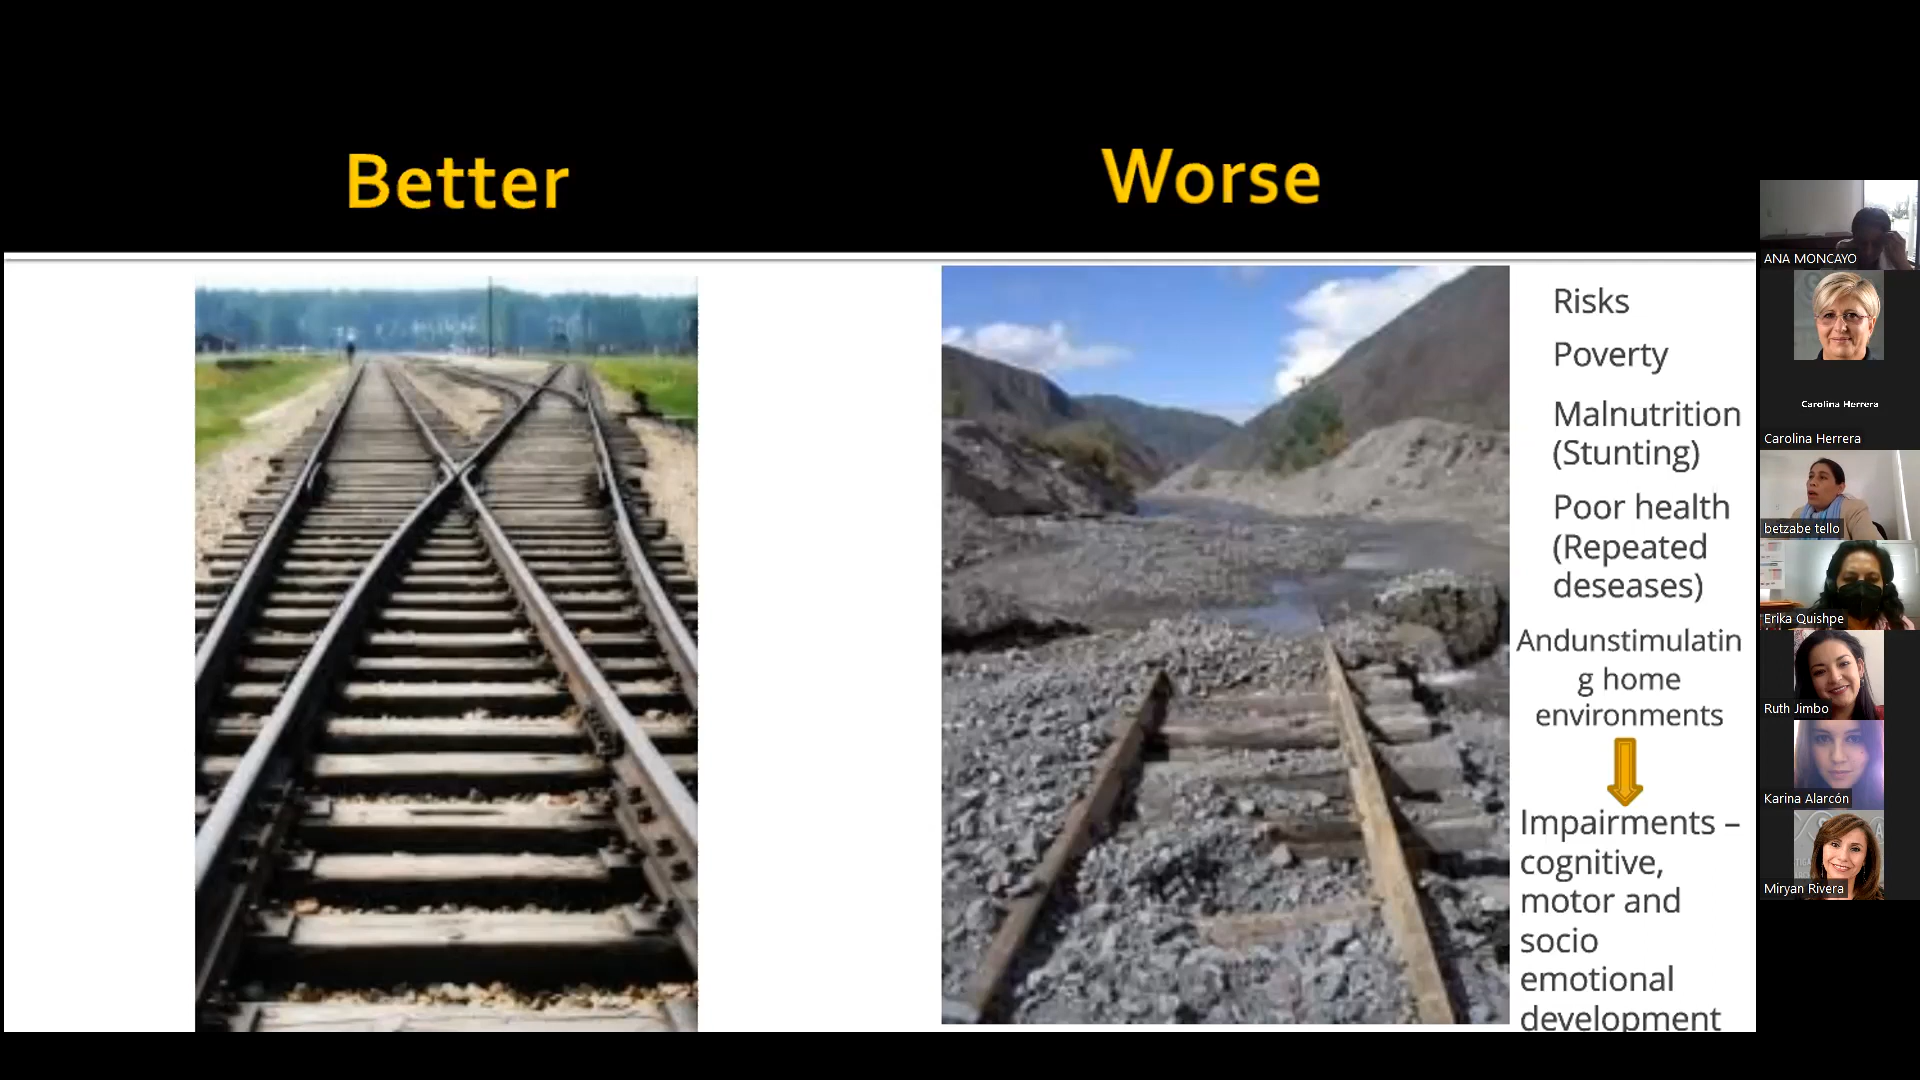 Better
Worse
Risks
Poverty
Malnutrition
(Stunting)
Poor health
(Repeated
deseases)
Andunstimulatin
g home
environments
Impairments –
cognitive,
motor and
socio
emotional
development
ANA MONCAYO
Carolina Herrera
Carolina Herrera
betzabe tello
Erika Quishpe
Ruth Jimbo
Karina Alarcón
Miryan Rivera